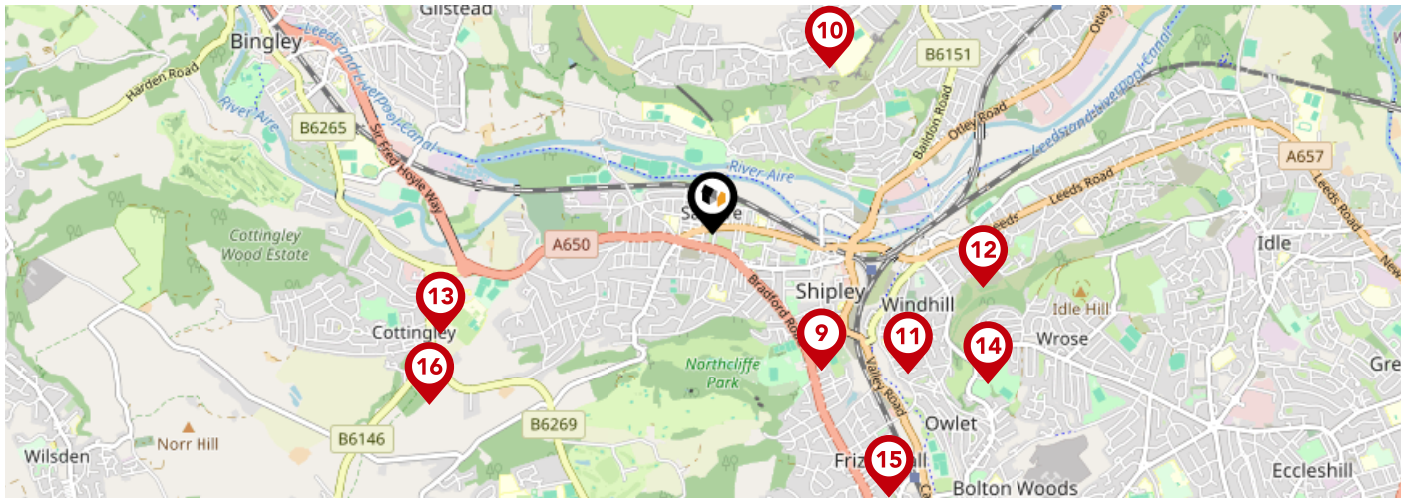 Gilstead
Bingley
10
B6151
Otley
Harden Road
Leeds and Liverpool Canal
River Aire
B6265
Sir Fred Hoyle Way
Baildon Road
Otley Road
Leeds and Liverpool Canal
A657
River Aire
Leeds Road
Leeds Road
Leeds
Cottingley
Wood Estate
A650
12
Idle
13
Bradford Road
Shipley
Windhill
Idle Hill
Cottingley
9
11
14
Wrose
16
Northcliffe
Park
Valley Road
Owlet
B6269
B6146
Norr Hill
Wilsden
15
Eccleshill
Bolton Woods